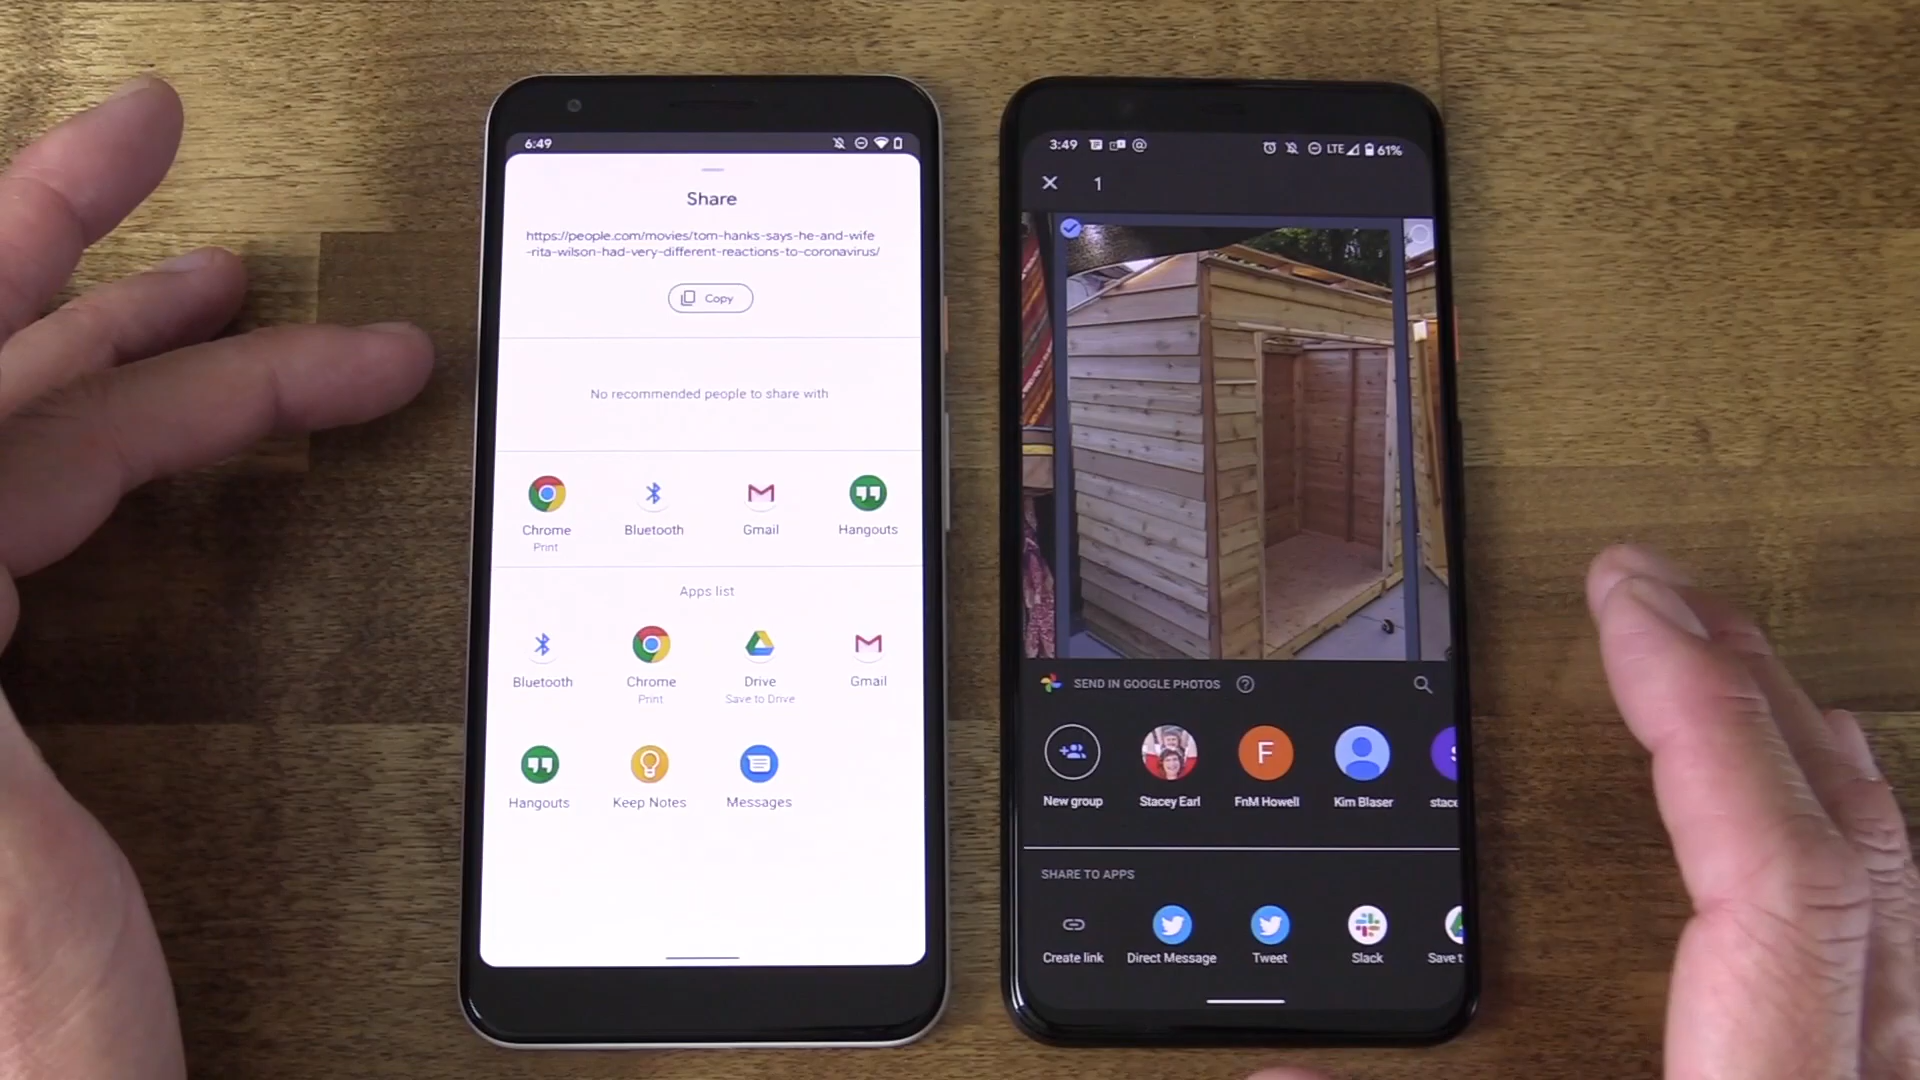 6:49
Share
https://people.com/movies/tom-hanks-says-he-and-wife
-rita-wilson-had-very-different-reactions-to-coronavirus/
Copy
No recommended people to share with
Chrome
Print
Bluetooth
Gmail
Hangouts
Apps list
Bluetooth
Chrome
Print
Drive
Save to Drive
Gmail
Hangouts
Keep Notes
Messages
3:49
LTE
61%
1
SEND IN GOOGLE PHOTOS
New group
Stacey Earl
F
FnM Howell
Kim Blaser
s
stace
SHARE TO APPS
Create link
Direct Message
Tweet
Slack
Save t